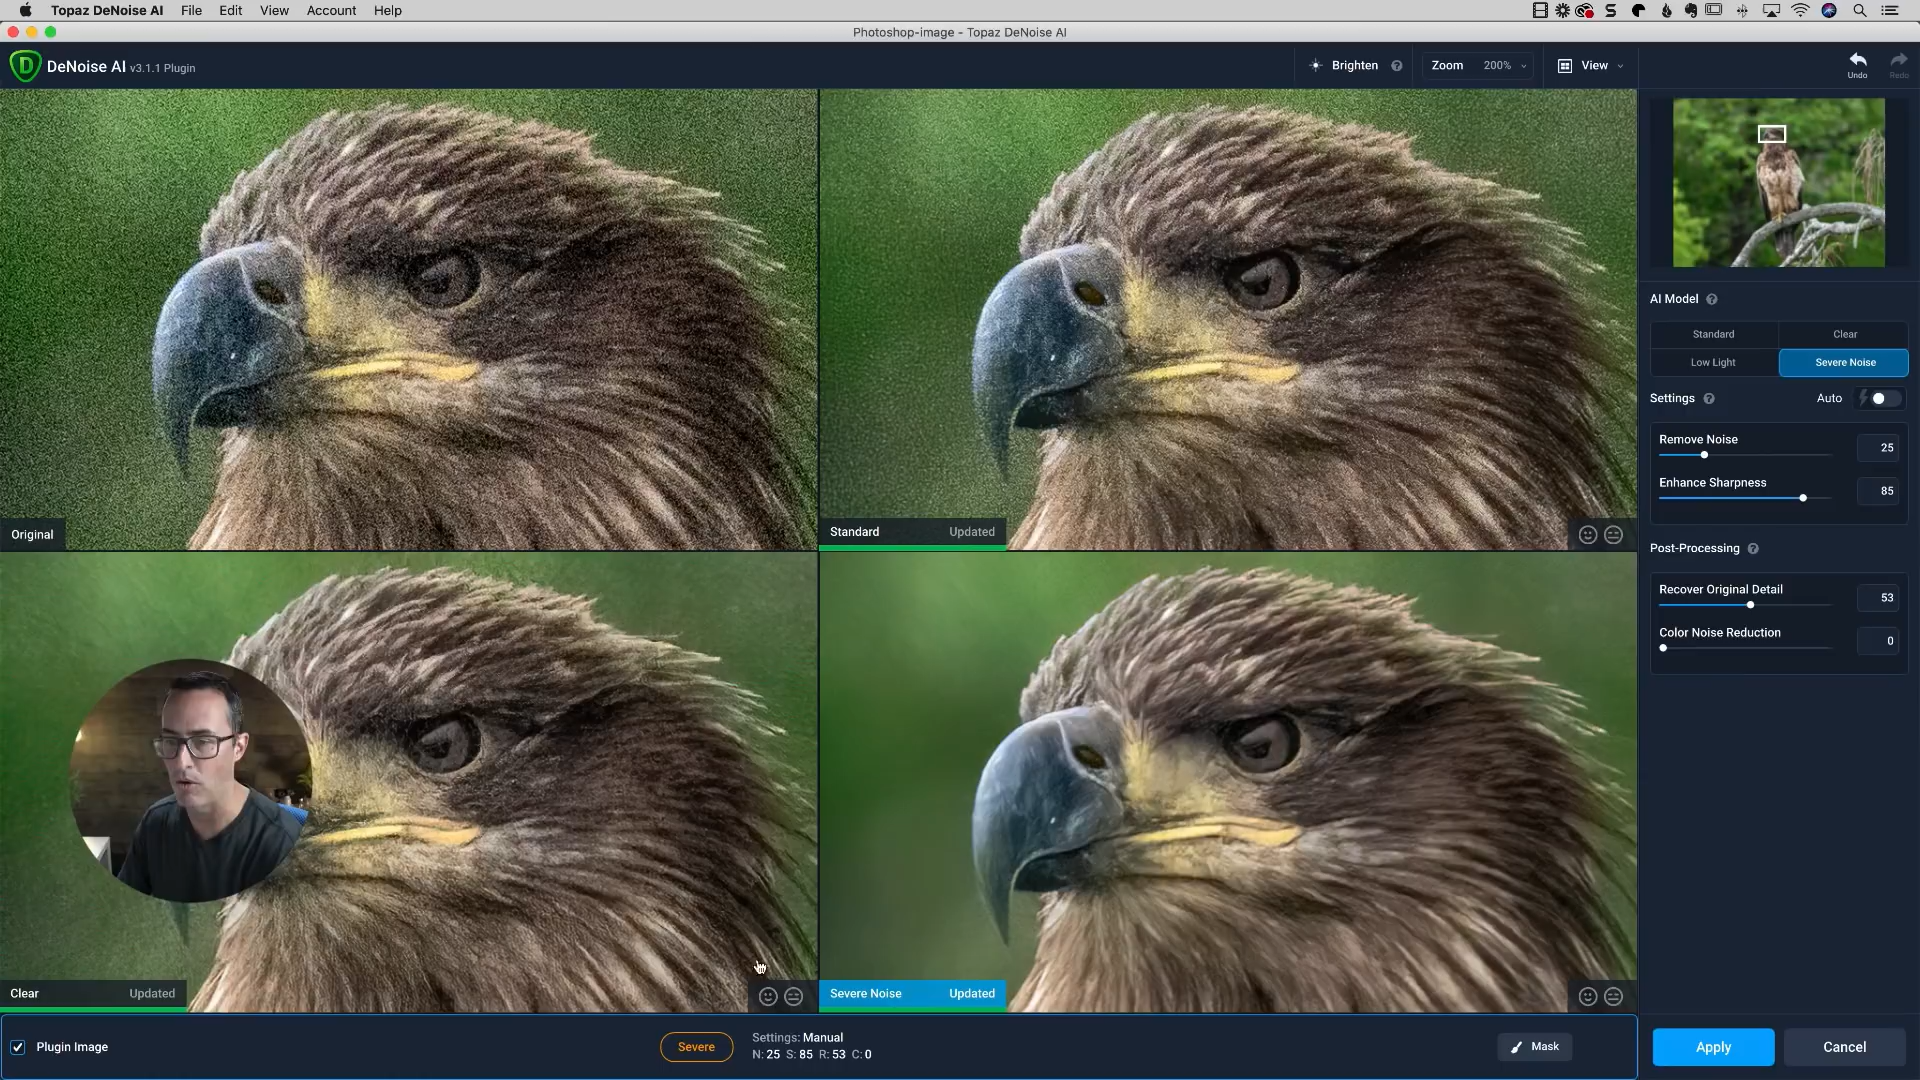 Topaz DeNoise AI File Edit View Account Help
Photoshop-image - Topaz DeNoise AI
DeNoise AI v3.1.1 Plugin
Brighten ? Zoom 200% View
Undo Redo
Original
Standard Updated
Clear Updated
Severe Noise Updated
AI Model ?
Standard Clear
Low Light Severe Noise
Settings ? Auto
Remove Noise 25
Enhance Sharpness 85
Post-Processing ?
Recover Original Detail 53
Color Noise Reduction 0
Plugin Image
Severe
Settings: Manual
N: 25 S: 85 R: 53 C: 0
Mask
Apply Cancel